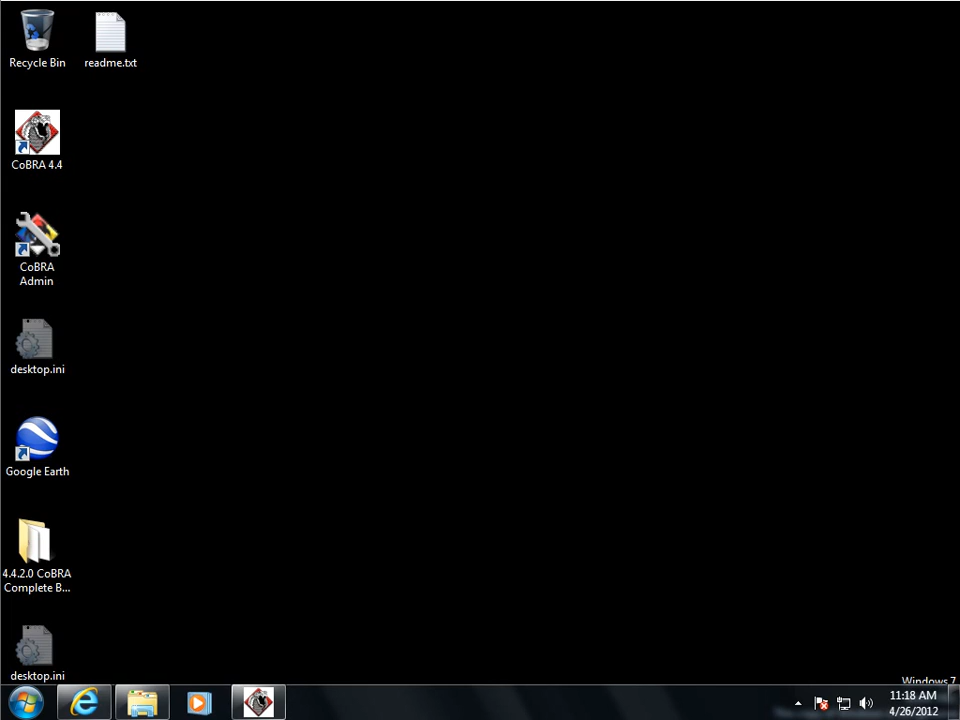 Recycle Bin
readme.txt
CoBRA 4.4
CoBRA
Admin
desktop.ini
Google Earth
4.4.2.0 CoBRA
Complete B...
desktop.ini
Windows 7
11:18 AM
4/26/2012